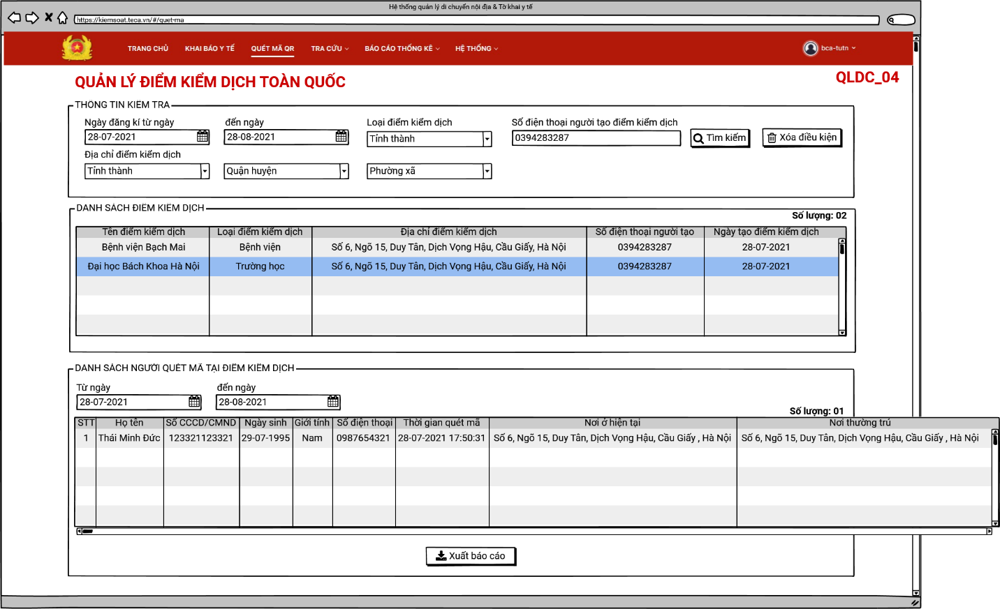 Hệ thống quản lý di chuyển nội địa & Tờ khai y tế
https://kiemsoat.teca.vn/#/quet-ma
TRANG CHỦ KHAI BÁO Y TẾ QUÉT MÃ QR TRA CỨU BÁO CÁO THỐNG KÊ HỆ THỐNG bca-tutn
QUẢN LÝ ĐIỂM KIỂM DỊCH TOÀN QUỐC QLDC_04
THÔNG TIN KIỂM TRA
Ngày đăng kí từ ngày đến ngày Loại điểm kiểm dịch Số điện thoại người tạo điểm kiểm dịch
28-07-2021 28-08-2021 Tỉnh thành 0394283287 Tìm kiếm Xóa điều kiện
Địa chỉ điểm kiểm dịch
Tỉnh thành Quận huyện Phường xã
DANH SÁCH ĐIỂM KIỂM DỊCH
Số lượng: 02
Tên điểm kiểm dịch Loại điểm kiểm dịch Địa chỉ điểm kiểm dịch Số điện thoại người tạo Ngày tạo điểm kiểm dịch
Bệnh viện Bạch Mai Bệnh viện Số 6, Ngõ 15, Duy Tân, Dịch Vọng Hậu, Cầu Giấy, Hà Nội 0394283287 28-07-2021
Đại học Bách Khoa Hà Nội Trường học Số 6, Ngõ 15, Duy Tân, Dịch Vọng Hậu, Cầu Giấy, Hà Nội 0394283287 28-07-2021
DANH SÁCH NGƯỜI QUÉT MÃ TẠI ĐIỂM KIỂM DỊCH
Từ ngày đến ngày
28-07-2021 28-08-2021
Số lượng: 01
STT Họ tên Số CCCD/CMND Ngày sinh Giới tính Số điện thoại Thời gian quét mã Nơi ở hiện tại Nơi thường trú
1 Thái Minh Đức 123321123321 29-07-1995 Nam 0987654321 28-07-2021 17:50:31 Số 6, Ngõ 15, Duy Tân, Dịch Vọng Hậu, Cầu Giấy , Hà Nội Số 6, Ngõ 15, Duy Tân, Dịch Vọng Hậu, Cầu Giấy , Hà Nội
Xuất báo cáo